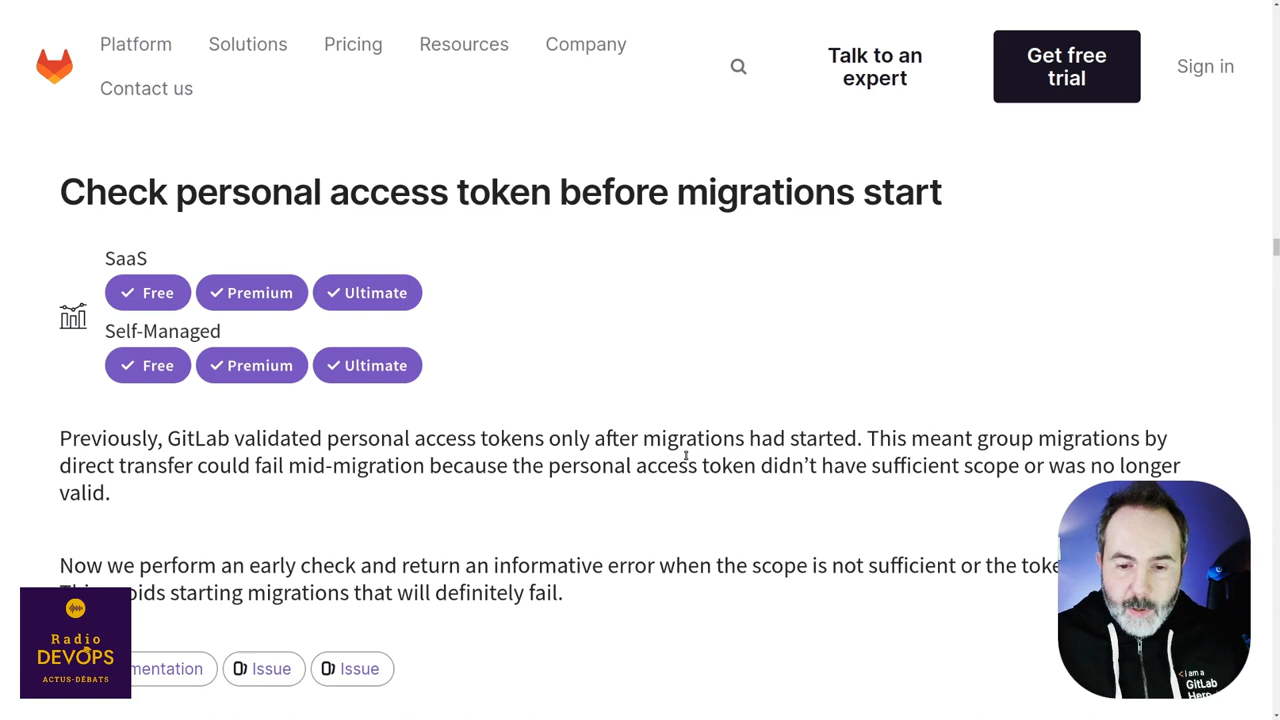 Platform
Solutions
Pricing
Resources
Company
Contact us
Talk to an
expert
Get free
trial
Sign in
Check personal access token before migrations start
SaaS
Free
Premium
Ultimate
Self-Managed
Free
Premium
Ultimate
Previously, GitLab validated personal access tokens only after migrations had started. This meant group migrations by
direct transfer could fail mid-migration because the personal access token didn’t have sufficient scope or was no longer
valid.
Now we perform an early check and return an informative error when the scope is not sufficient or the toke
oids starting migrations that will definitely fail.
mentation
Issue
Issue
Radio
DEVOPS
ACTUS-DÉBATS
<I am a
GitLab
Hero